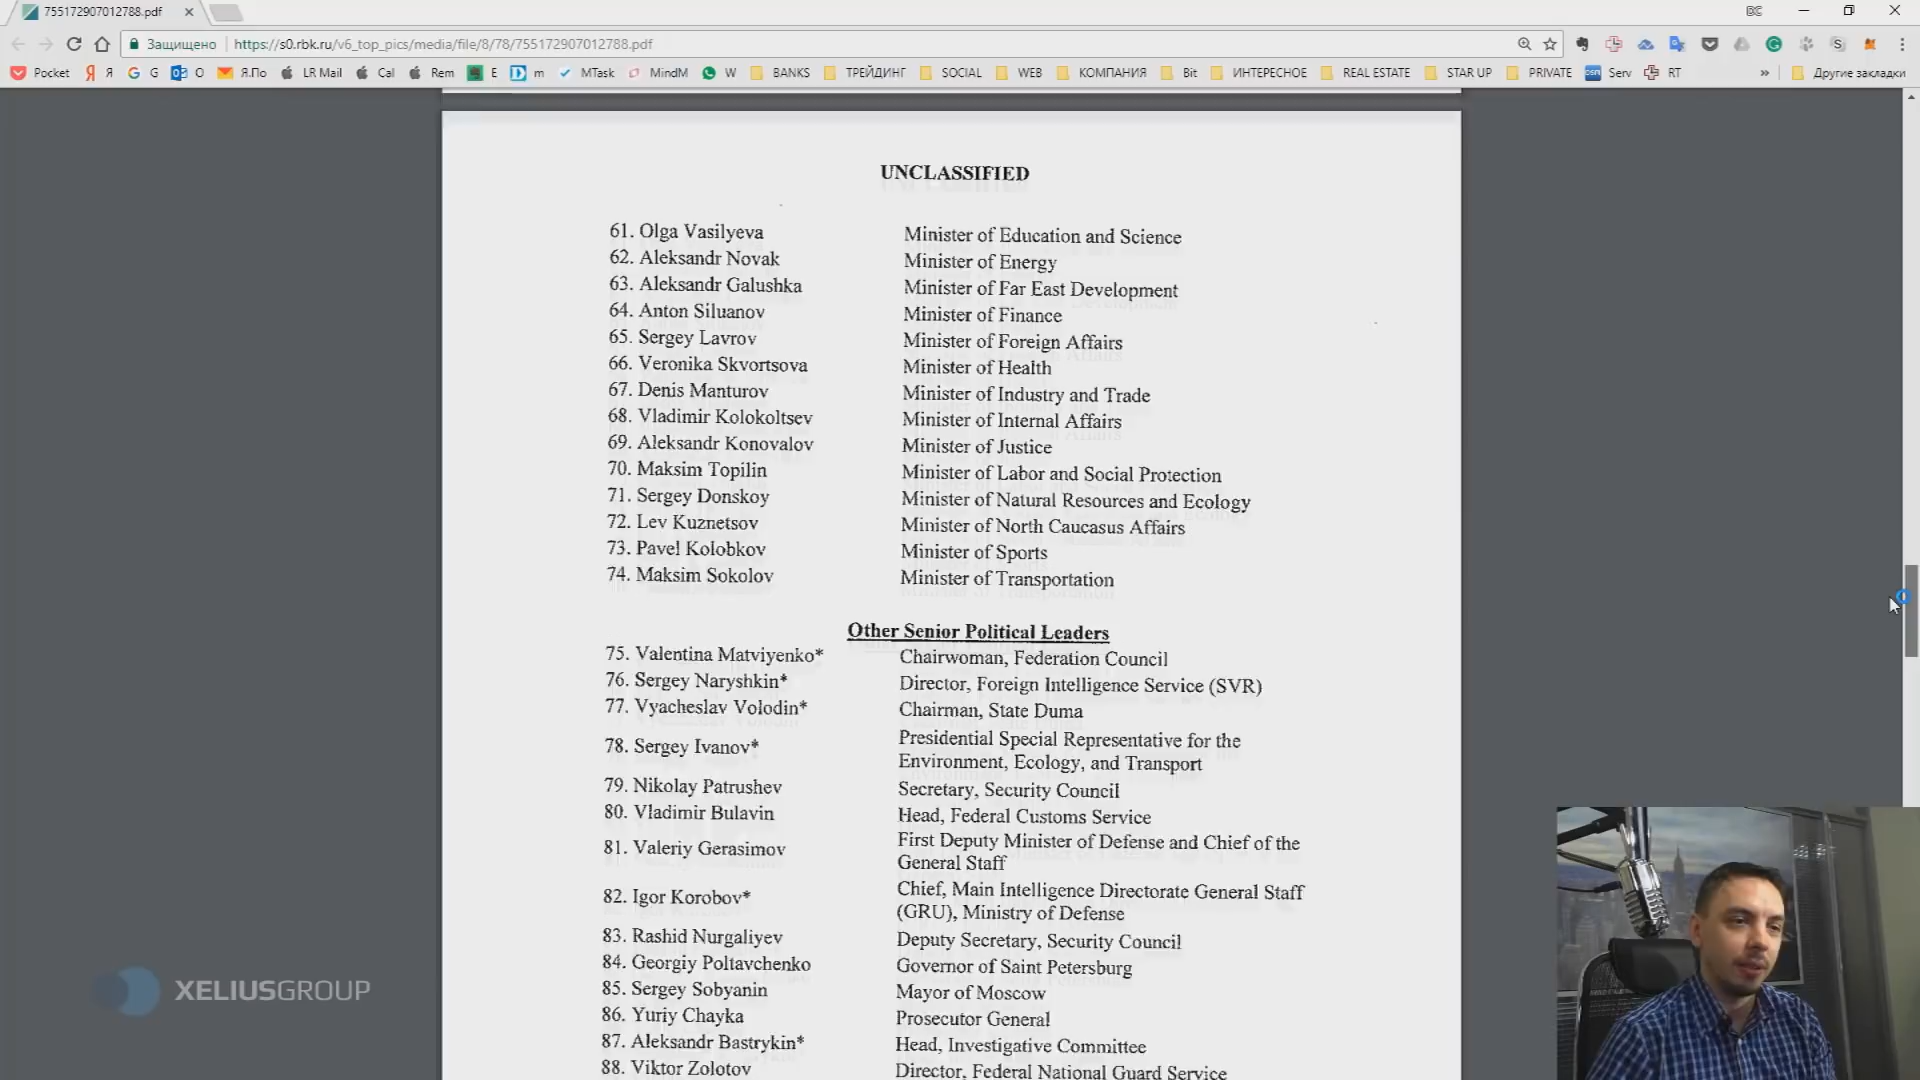 755172907012788.pdf
Защищено https://s0.rbk.ru/v6_top_pics/media/file/8/78/755172907012788.pdf
Pocket Я G О Я.По LR Mail Cal Rem E m MTask MindM W BANKS ТРЕЙДИНГ SOCIAL WEB КОМПАНИЯ Bit ИНТЕРЕСНОЕ REAL ESTATE STAR UP PRIVATE Serv RT » Другие закладки
UNCLASSIFIED
61. Olga Vasilyeva Minister of Education and Science
62. Aleksandr Novak Minister of Energy
63. Aleksandr Galushka Minister of Far East Development
64. Anton Siluanov Minister of Finance
65. Sergey Lavrov Minister of Foreign Affairs
66. Veronika Skvortsova Minister of Health
67. Denis Manturov Minister of Industry and Trade
68. Vladimir Kolokoltsev Minister of Internal Affairs
69. Aleksandr Konovalov Minister of Justice
70. Maksim Topilin Minister of Labor and Social Protection
71. Sergey Donskoy Minister of Natural Resources and Ecology
72. Lev Kuznetsov Minister of North Caucasus Affairs
73. Pavel Kolobkov Minister of Sports
74. Maksim Sokolov Minister of Transportation
Other Senior Political Leaders
75. Valentina Matviyenko* Chairwoman, Federation Council
76. Sergey Naryshkin* Director, Foreign Intelligence Service (SVR)
77. Vyacheslav Volodin* Chairman, State Duma
78. Sergey Ivanov* Presidential Special Representative for the
Environment, Ecology, and Transport
79. Nikolay Patrushev Secretary, Security Council
80. Vladimir Bulavin Head, Federal Customs Service
81. Valeriy Gerasimov First Deputy Minister of Defense and Chief of the
General Staff
82. Igor Korobov* Chief, Main Intelligence Directorate General Staff
(GRU), Ministry of Defense
83. Rashid Nurgaliyev Deputy Secretary, Security Council
84. Georgiy Poltavchenko Governor of Saint Petersburg
85. Sergey Sobyanin Mayor of Moscow
86. Yuriy Chayka Prosecutor General
87. Aleksandr Bastrykin* Head, Investigative Committee
88. Viktor Zolotov Director, Federal National Guard Service
XELIUSGROUP